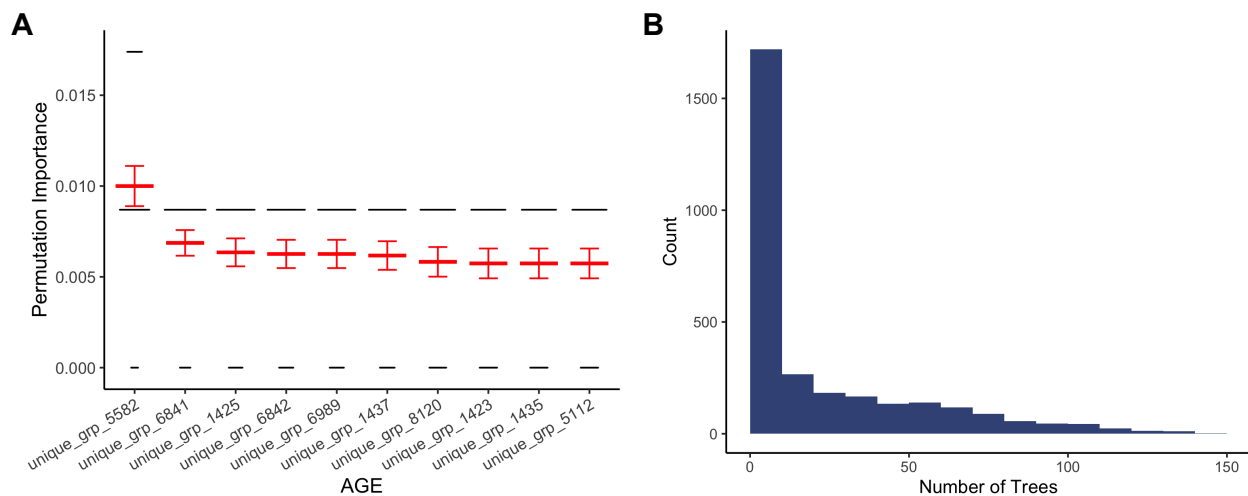 A
Permutation Importance
0.015
0.010
0.005
0.000
unique_grp_5582
unique_grp_6841
unique_grp_1425
unique_grp_6842
unique_grp_6989
unique_grp_1437
unique_grp_8120
unique_grp_1423
unique_grp_1435
unique_grp_5112
AGE
B
Count
1500
1000
500
0
0 50 100 150
Number of Trees